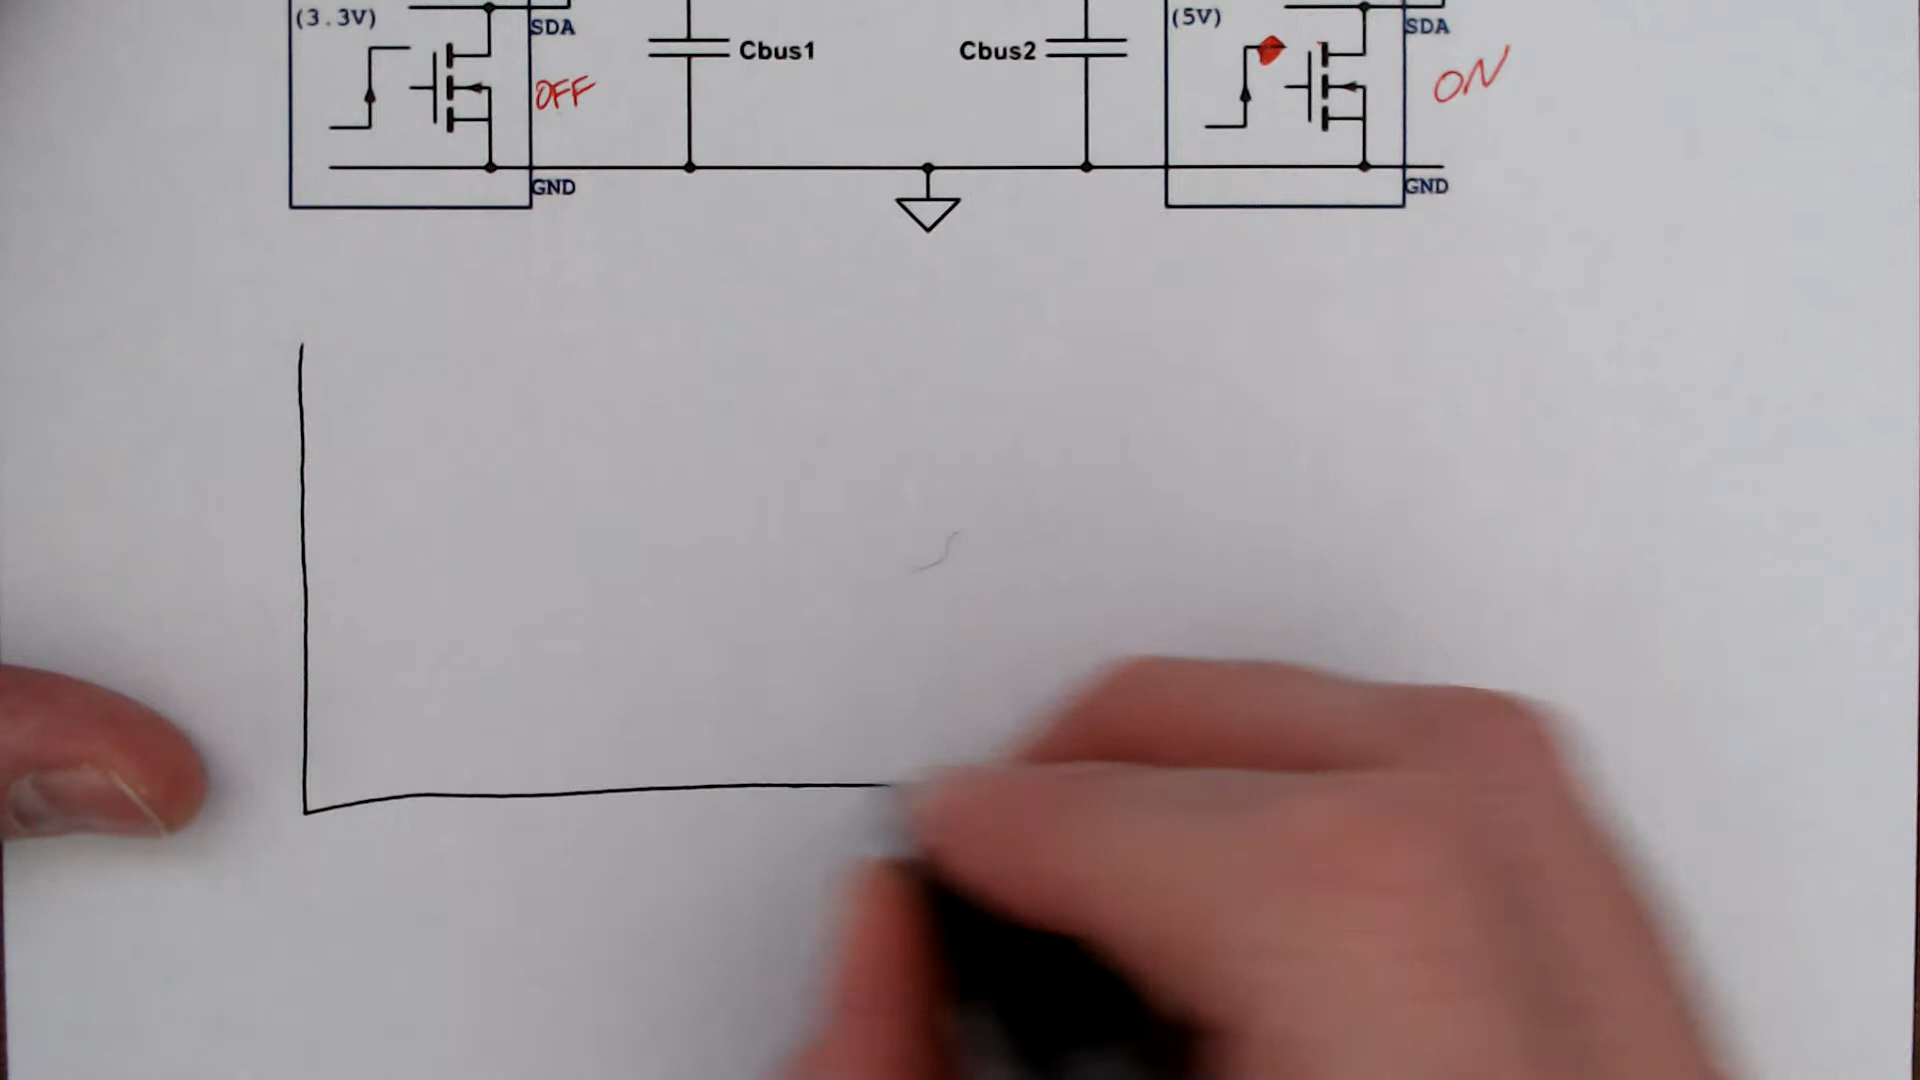 (3.3V)
SDA
OFF
GND
Cbus1
Cbus2
(5V)
SDA
ON
GND